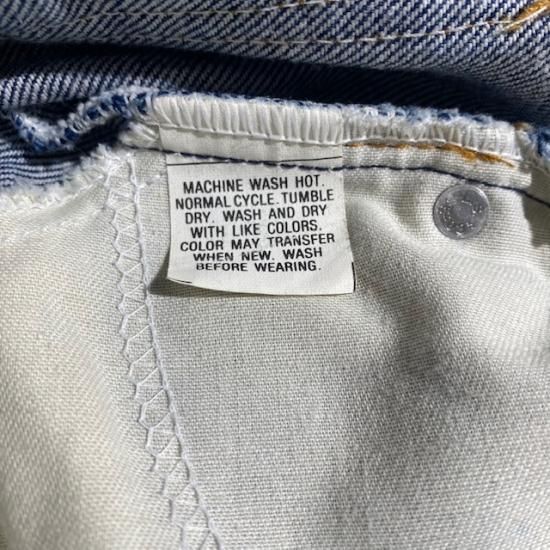 MACHINE WASH HOT.
NORMAL CYCLE. TUMBLE
DRY. WASH AND DRY
WITH LIKE COLORS.
COLOR MAY TRANSFER
WHEN NEW. WASH
BEFORE WEARING.